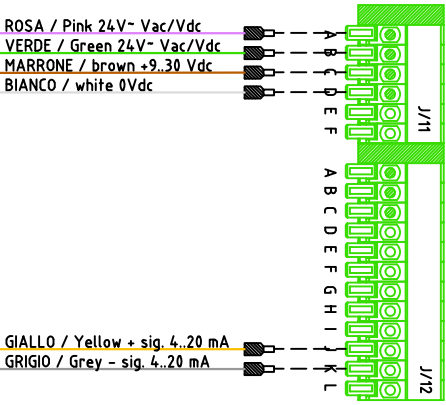 ROSA / Pink 24V~ Vac/Vdc
VERDE / Green 24V~ Vac/Vdc
MARRONE / brown +9..30 Vdc
BIANCO / white 0Vdc
A
B
C
D
E
F
J/11
A
B
C
D
E
F
G
H
I
J
K
L
J/12
GIALLO / Yellow + sig. 4..20 mA
GRIGIO / Grey - sig. 4..20 mA